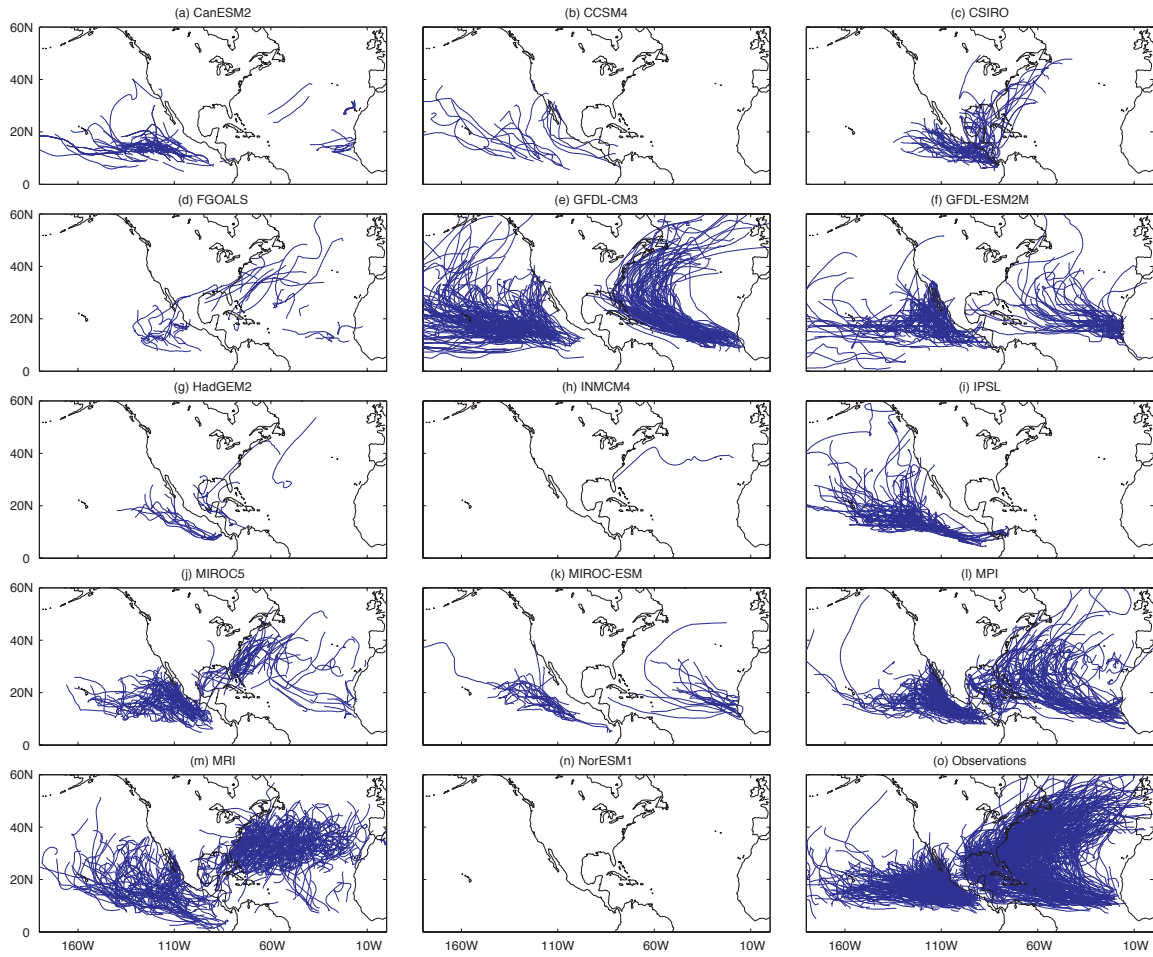 (a) CanESM2 (b) CCSM4 (c) CSIRO
60N
40N
20N
0
(d) FGOALS (e) GFDL-CM3 (f) GFDL-ESM2M
60N
40N
20N
0
(g) HadGEM2 (h) INMCM4 (i) IPSL
60N
40N
20N
0
(j) MIROC5 (k) MIROC-ESM (l) MPI
60N
40N
20N
0
(m) MRI (n) NorESM1 (o) Observations
60N
40N
20N
0
160W 110W 60W 10W 160W 110W 60W 10W 160W 110W 60W 10W